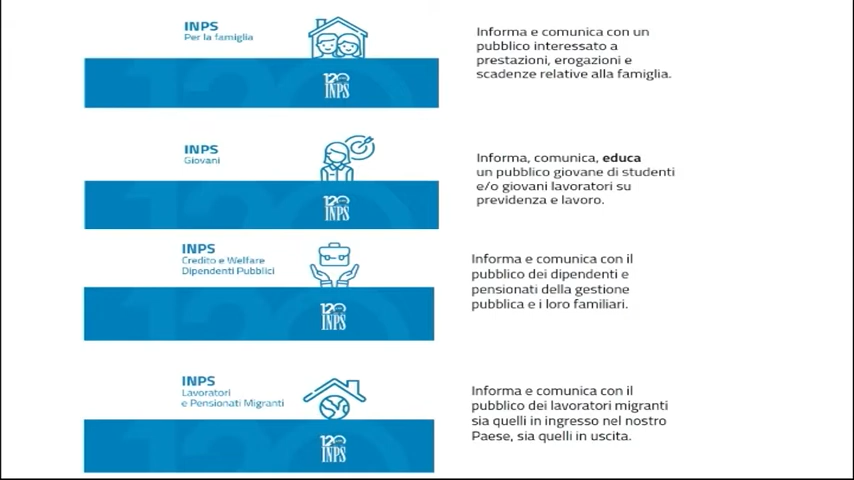 INPS
Per la famiglia
120
INPS
Informa e comunica con un
pubblico interessato a
prestazioni, erogazioni e
scadenze relative alla famiglia.
INPS
Giovani
120
INPS
Informa, comunica, educa
un pubblico giovane di studenti
e/o giovani lavoratori su
previdenza e lavoro.
INPS
Credito e Welfare
Dipendenti Pubblici
120
INPS
Informa e comunica con il
pubblico dei dipendenti e
pensionati della gestione
pubblica e i loro familiari.
INPS
Lavoratori
e Pensionati Migranti
120
INPS
Informa e comunica con il
pubblico dei lavoratori migranti
sia quelli in ingresso nel nostro
Paese, sia quelli in uscita.